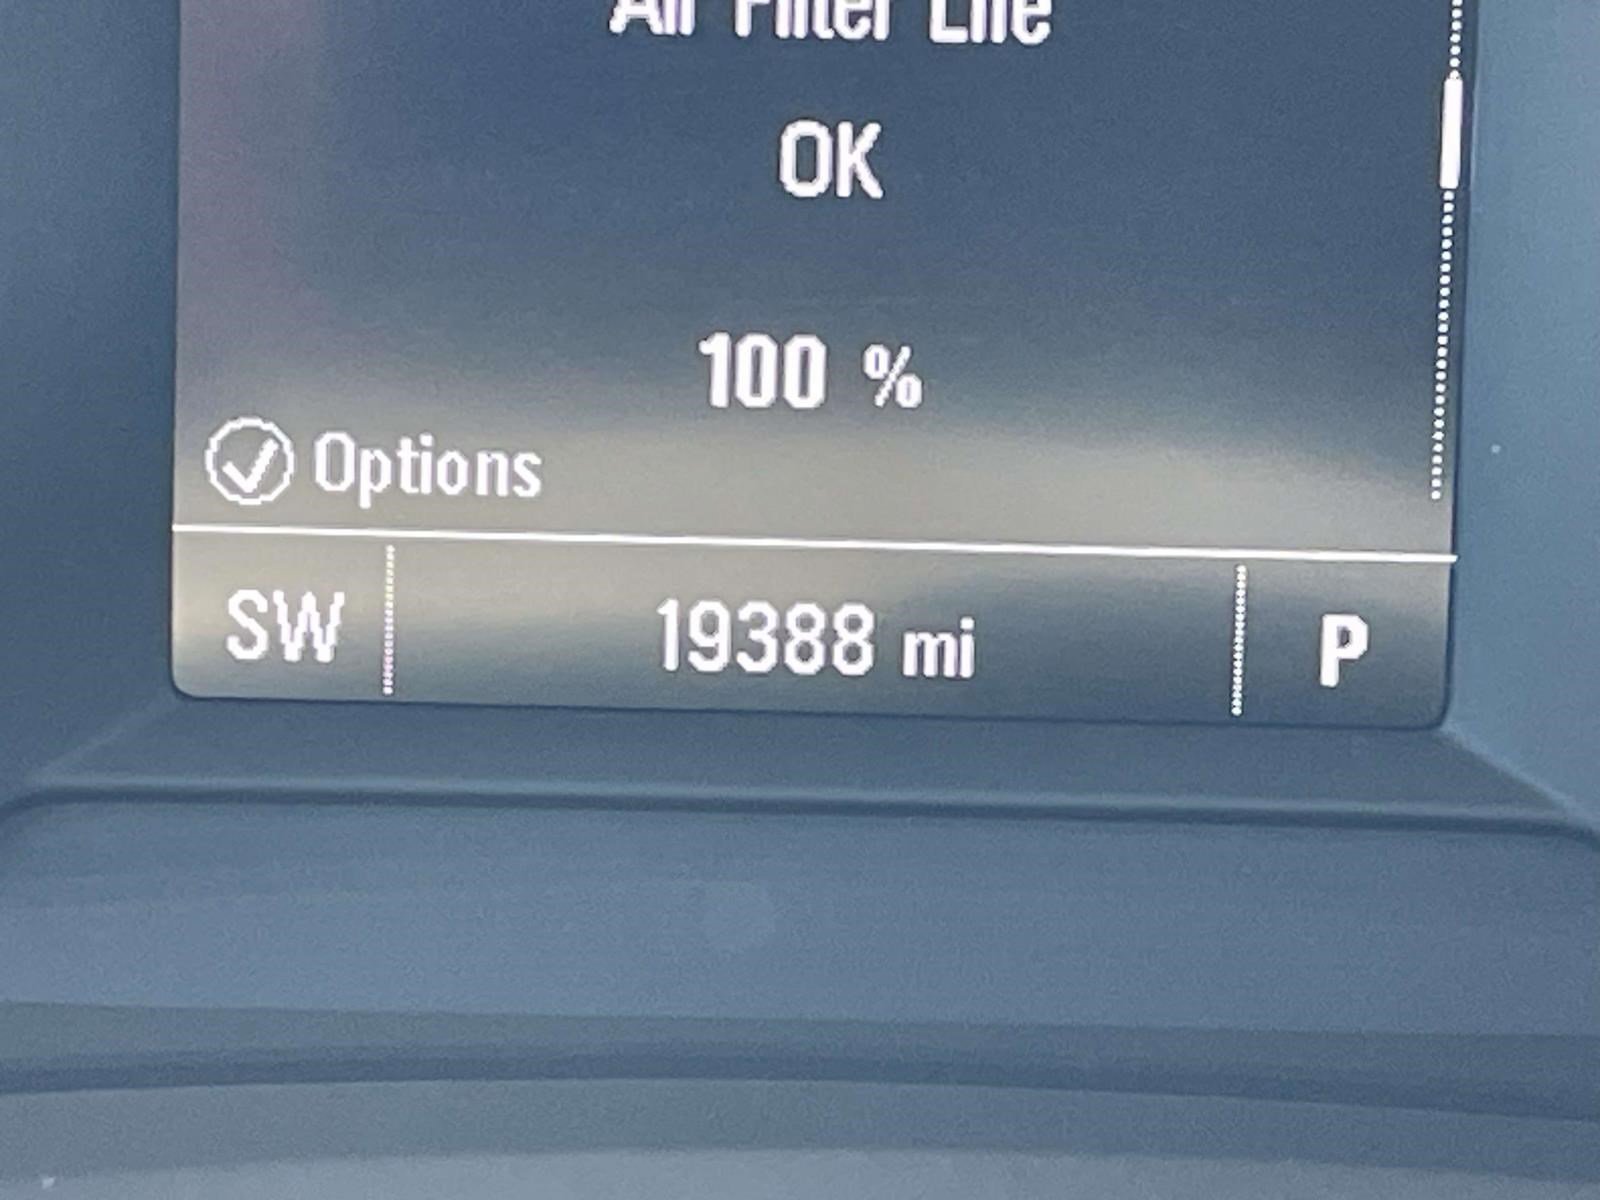 Air Filter Life
OK
100 %
Options
SW 19388 mi P